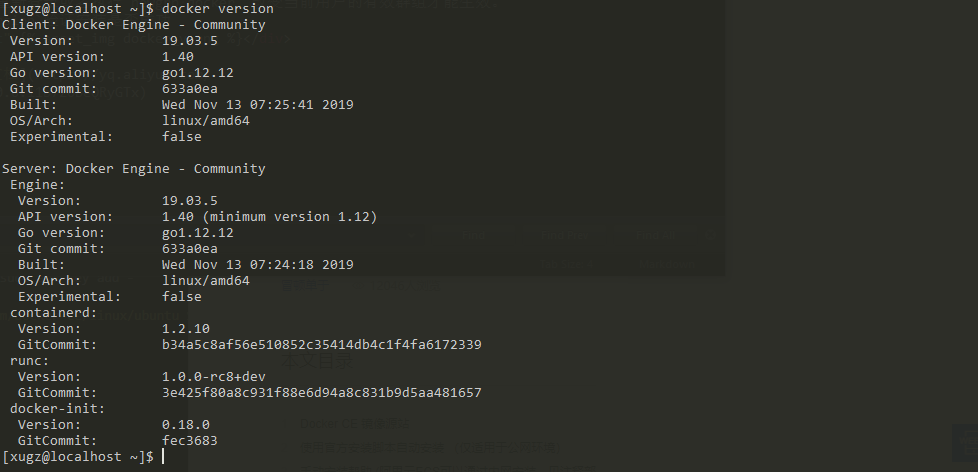 [xugz@localhost ~]$ docker version
Client: Docker Engine - Community
 Version:           19.03.5
 API version:       1.40
 Go version:        go1.12.12
 Git commit:        633a0ea
 Built:             Wed Nov 13 07:25:41 2019
 OS/Arch:           linux/amd64
 Experimental:      false

Server: Docker Engine - Community
 Engine:
  Version:          19.03.5
  API version:      1.40 (minimum version 1.12)
  Go version:       go1.12.12
  Git commit:       633a0ea
  Built:            Wed Nov 13 07:24:18 2019
  OS/Arch:          linux/amd64
  Experimental:     false
 containerd:
  Version:          1.2.10
  GitCommit:        b34a5c8af56e510852c35414db4c1f4fa6172339
 runc:
  Version:          1.0.0-rc8+dev
  GitCommit:        3e425f80a8c931f88e6d94a8c831b9d5aa481657
 docker-init:
  Version:          0.18.0
  GitCommit:        fec3683
[xugz@localhost ~]$